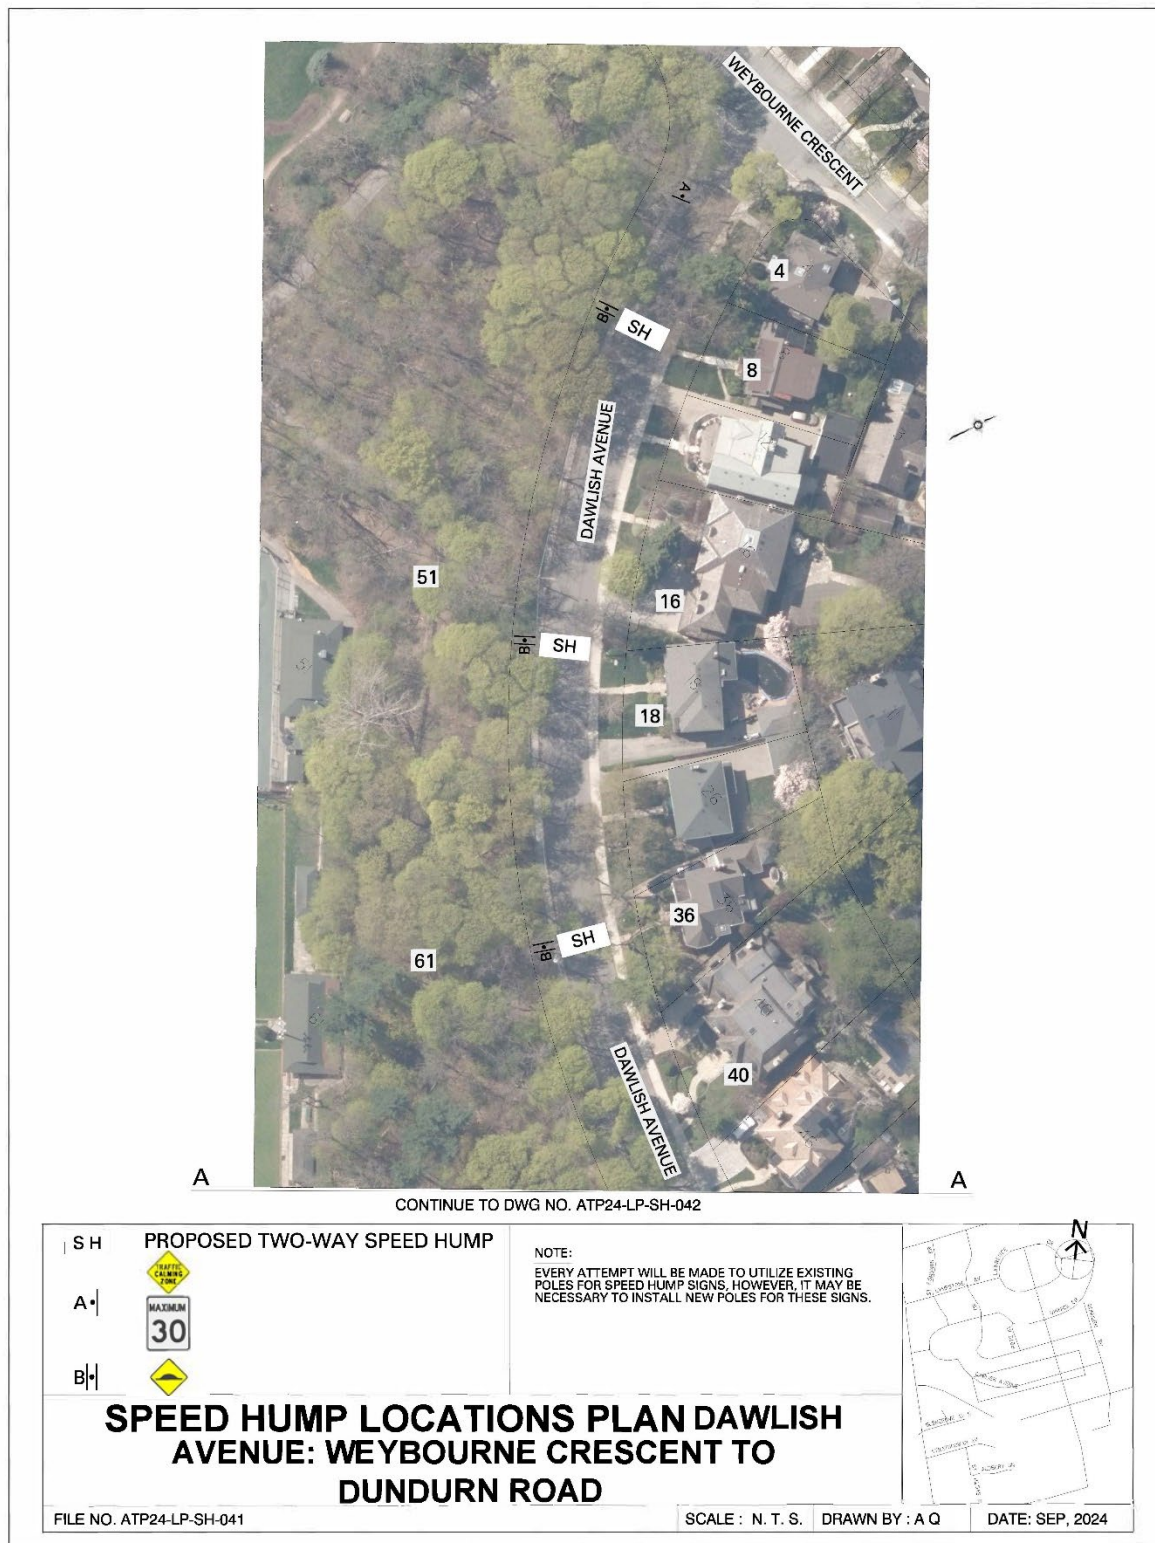 WEYBOURNE CRESCENT
A
4
B
SH
8
DAWLISH AVENUE
51
16
B
SH
18
26
36
B
SH
61
40
DAWLISH AVENUE
A
A
CONTINUE TO DWG NO. ATP24-LP-SH-042
SH
PROPOSED TWO-WAY SPEED HUMP
TRAFFIC
CALMING
ZONE
A
MAXIMUM
30
B
NOTE:
EVERY ATTEMPT WILL BE MADE TO UTILIZE EXISTING
POLES FOR SPEED HUMP SIGNS, HOWEVER, IT MAY BE
NECESSARY TO INSTALL NEW POLES FOR THESE SIGNS.
N
SPEED HUMP LOCATIONS PLAN DAWLISH
AVENUE: WEYBOURNE CRESCENT TO
DUNDURN ROAD
FILE NO. ATP24-LP-SH-041
SCALE : N. T. S.
DRAWN BY : A Q
DATE: SEP, 2024